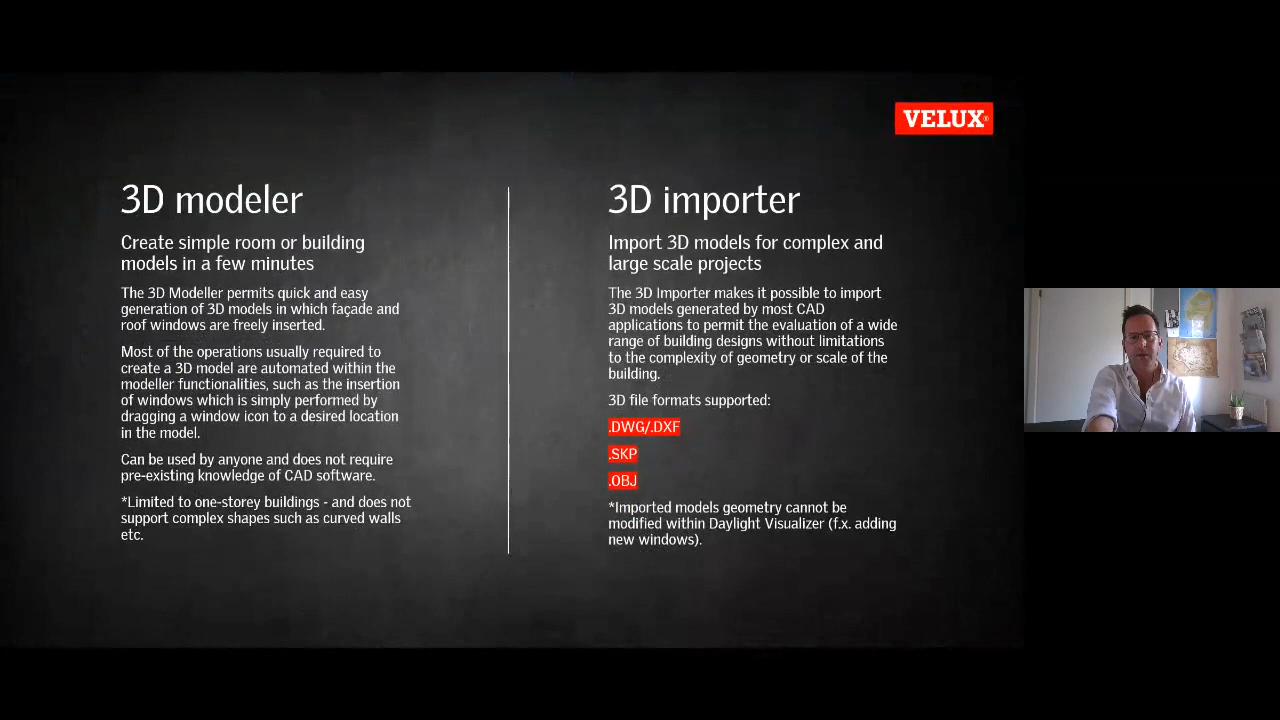 VELUX®
3D modeler
Create simple room or building
models in a few minutes
The 3D Modeller permits quick and easy
generation of 3D models in which façade and
roof windows are freely inserted.
Most of the operations usually required to
create a 3D model are automated within the
modeller functionalities, such as the insertion
of windows which is simply performed by
dragging a window icon to a desired location
in the model.
Can be used by anyone and does not require
pre-existing knowledge of CAD software.
*Limited to one-storey buildings - and does not
support complex shapes such as curved walls
etc.
3D importer
Import 3D models for complex and
large scale projects
The 3D Importer makes it possible to import
3D models generated by most CAD
applications to permit the evaluation of a wide
range of building designs without limitations
to the complexity of geometry or scale of the
building.
3D file formats supported:
.DWG/.DXF
.SKP
.OBJ
*Imported models geometry cannot be
modified within Daylight Visualizer (f.x. adding
new windows).